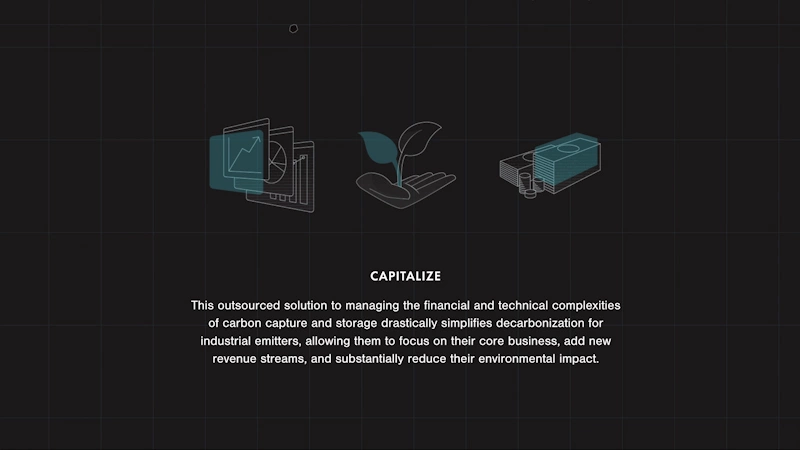 CAPITALIZE
This outsourced solution to managing the financial and technical complexities
of carbon capture and storage drastically simplifies decarbonization for
industrial emitters, allowing them to focus on their core business, add new
revenue streams, and substantially reduce their environmental impact.